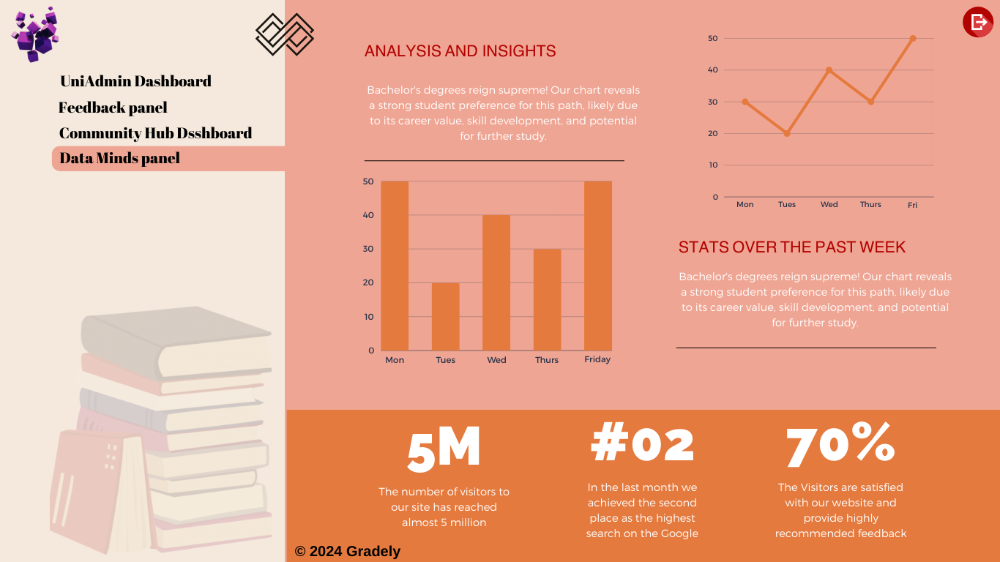 UniAdmin Dashboard
Feedback panel
Community Hub Dsshboard
Data Minds panel
ANALYSIS AND INSIGHTS
Bachelor's degrees reign supreme! Our chart reveals
a strong student preference for this path, likely due
to its career value, skill development, and potential
for further study.
50
40
30
20
10
0
Mon Tues Wed Thurs Friday
50
40
30
20
10
0
Mon Tues Wed Thurs Fri
STATS OVER THE PAST WEEK
Bachelor's degrees reign supreme! Our chart reveals
a strong student preference for this path, likely due
to its career value, skill development, and potential
for further study.
5M
The number of visitors to
our site has reached
almost 5 million
#02
In the last month we
achieved the second
place as the highest
search on the Google
70%
The Visitors are satisfied
with our website and
provide highly
recommended feedback
© 2024 Gradely